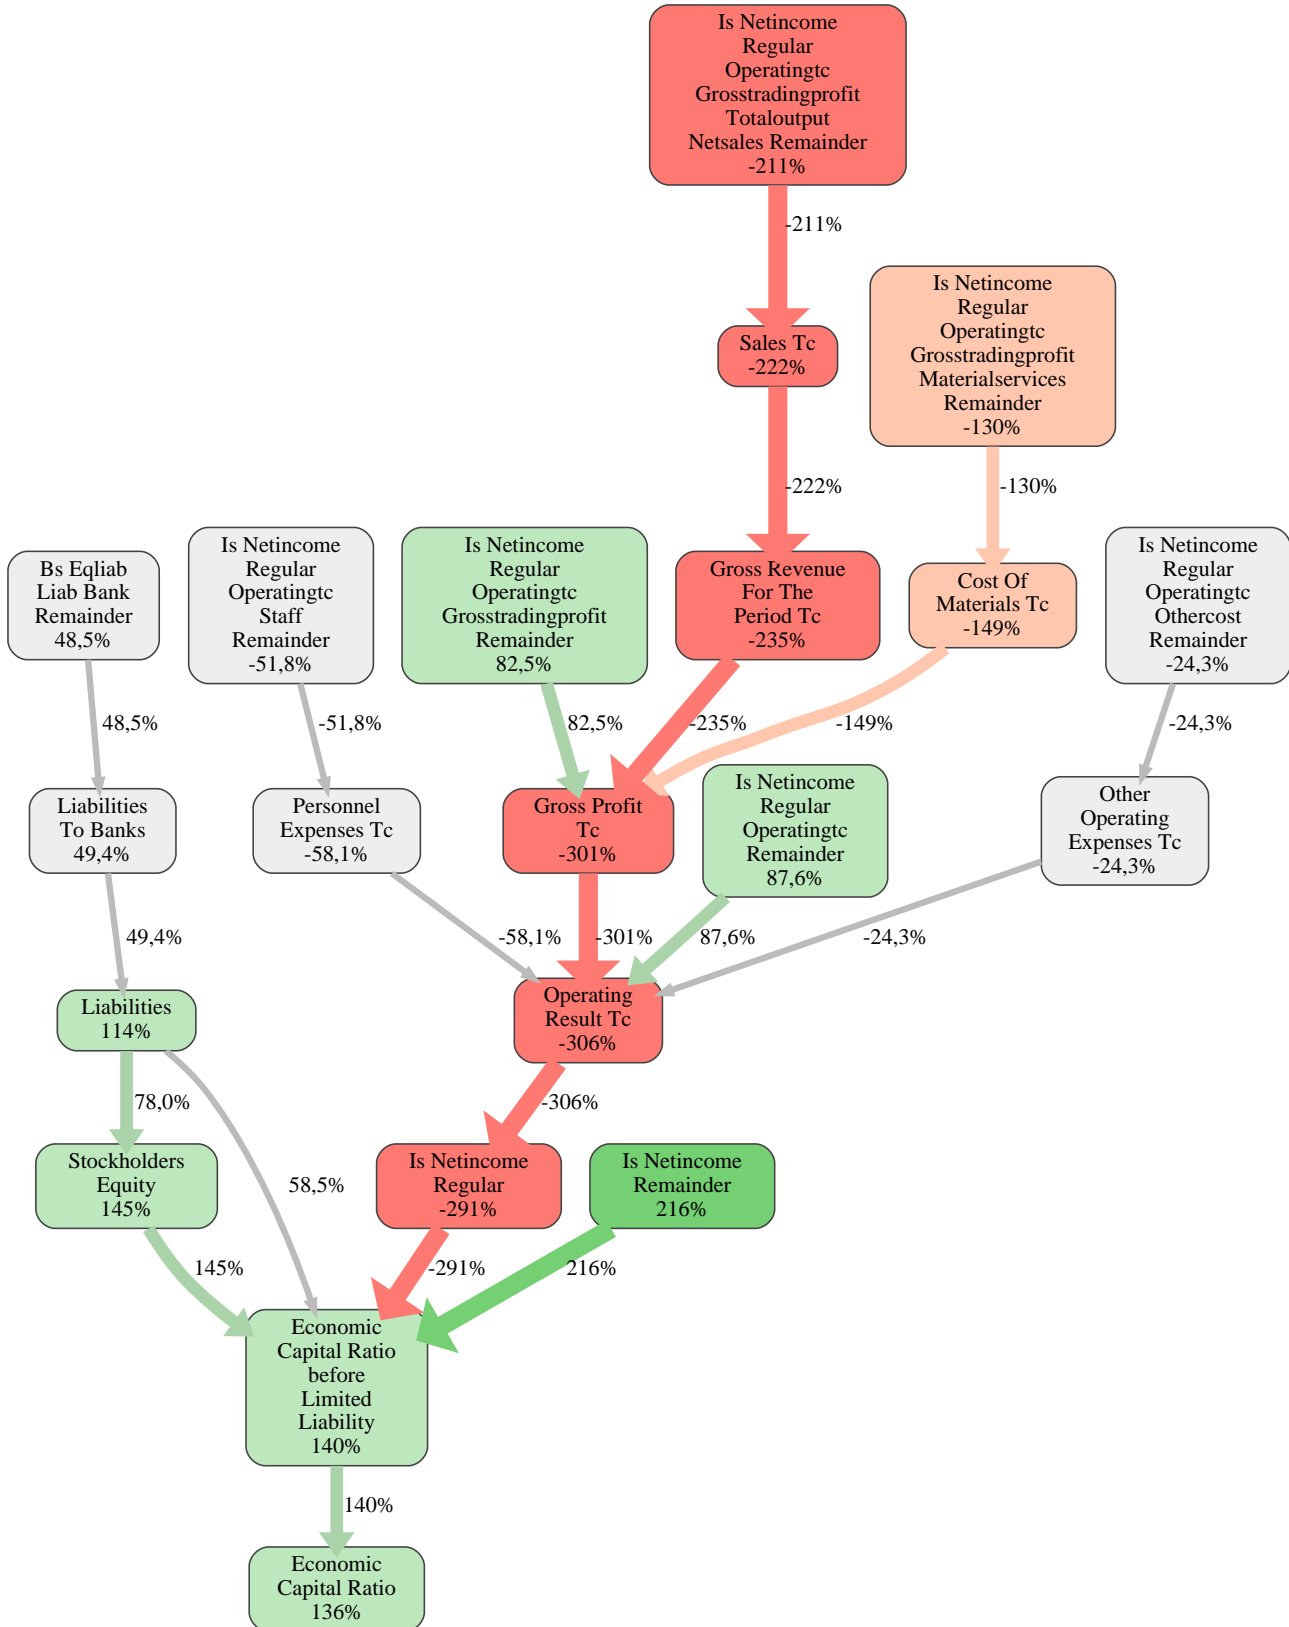 Is Netincome
Regular
Operatingtc
Grosstradingprofit
Totaloutput
Netsales Remainder
-211%
-211%
Sales Tc
-222%
Is Netincome
Regular
Operatingtc
Grosstradingprofit
Materialservices
Remainder
-130%
-222%
-130%
Bs Eqliab
Liab Bank
Remainder
48,5%
Is Netincome
Regular
Operatingtc
Staff
Remainder
-51,8%
Is Netincome
Regular
Operatingtc
Grosstradingprofit
Remainder
82,5%
Gross Revenue
For The
Period Tc
-235%
Cost Of
Materials Tc
-149%
Is Netincome
Regular
Operatingtc
Othercost
Remainder
-24,3%
48,5%
-51,8%
82,5%
-235%
-149%
-24,3%
Liabilities
To Banks
49,4%
Personnel
Expenses Tc
-58,1%
Gross Profit
Tc
-301%
Is Netincome
Regular
Operatingtc
Remainder
87,6%
Other
Operating
Expenses Tc
-24,3%
49,4%
-58,1%
-301%
87,6%
-24,3%
Liabilities
114%
Operating
Result Tc
-306%
78,0%
-306%
Stockholders
Equity
145%
58,5%
Is Netincome
Regular
-291%
Is Netincome
Remainder
216%
145%
-291%
216%
Economic
Capital Ratio
before
Limited
Liability
140%
140%
Economic
Capital Ratio
136%